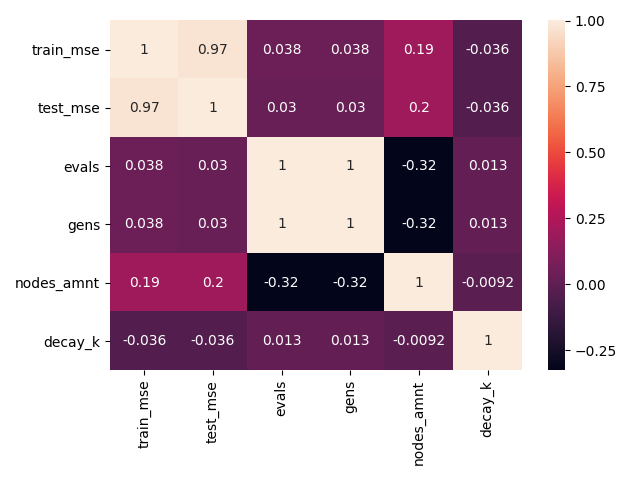 train_mse 1 0.97 0.038 0.038 0.19 -0.036
test_mse 0.97 1 0.03 0.03 0.2 -0.036
evals 0.038 0.03 1 1 -0.32 0.013
gens 0.038 0.03 1 1 -0.32 0.013
nodes_amnt 0.19 0.2 -0.32 -0.32 1 -0.0092
decay_k -0.036 -0.036 0.013 0.013 -0.0092 1
train_mse test_mse evals gens nodes_amnt decay_k
1.00
0.75
0.50
0.25
0.00
−0.25